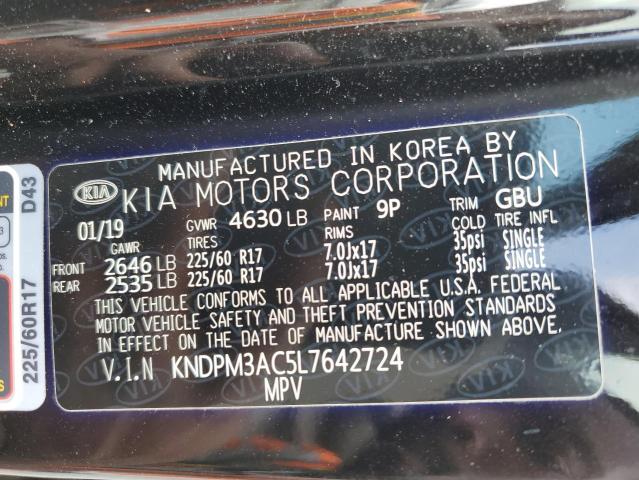 MANUFACTURED IN KOREA BY
KIA KIA MOTORS CORPORATION
01/19 GVWR 4630 LB PAINT 9P TRIM GBU
GAWR TIRES RIMS COLD TIRE INFL
FRONT 2646 LB 225/60 R17 7.0Jx17 35psi SINGLE
REAR 2535 LB 225/60 R17 7.0Jx17 35psi SINGLE
THIS VEHICLE CONFORMS TO ALL APPLICABLE U.S.A. FEDERAL
MOTOR VEHICLE SAFETY AND THEFT PREVENTION STANDARDS
IN EFFECT ON THE DATE OF MANUFACTURE SHOWN ABOVE.
V.I.N KNDPM3AC5L7642724
MPV
225/60R17 D43